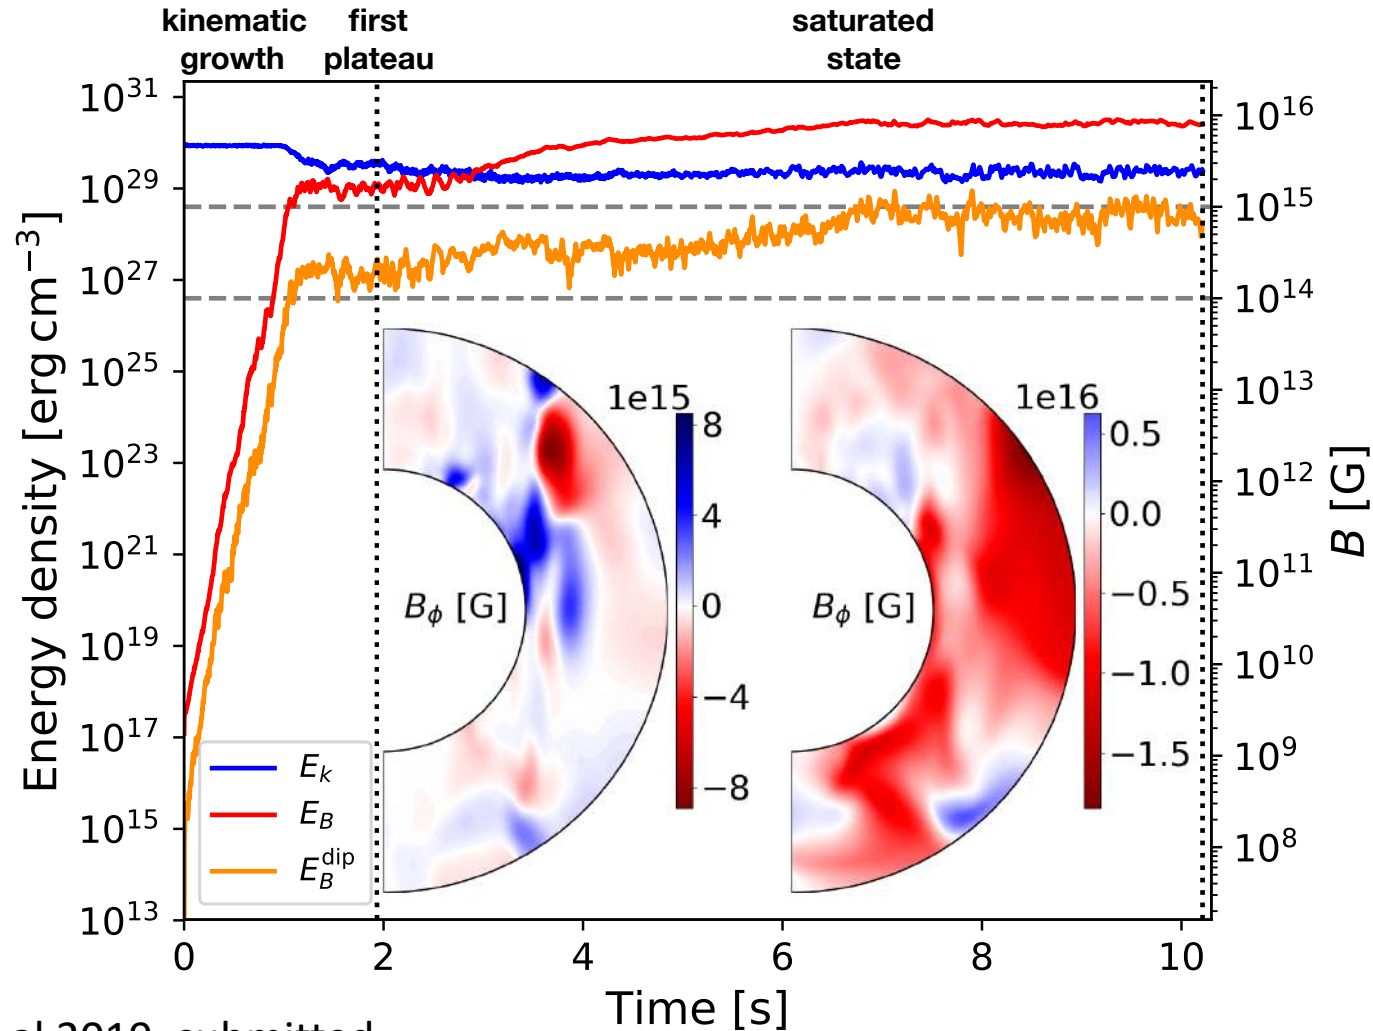 kinematic growth
first plateau
saturated state
10^31
10^29
10^27
10^25
10^23
10^21
10^19
10^17
10^15
10^13
Energy density [erg cm^−3]
10^16
10^15
10^14
10^13
10^12
10^11
10^10
10^9
10^8
B [G]
1e15
8
4
0
−4
−8
B_ϕ [G]
1e16
0.5
0.0
−0.5
−1.0
−1.5
B_ϕ [G]
E_k
E_B
E_B^dip
0 2 4 6 8 10
Time [s]
al 2019, submitted